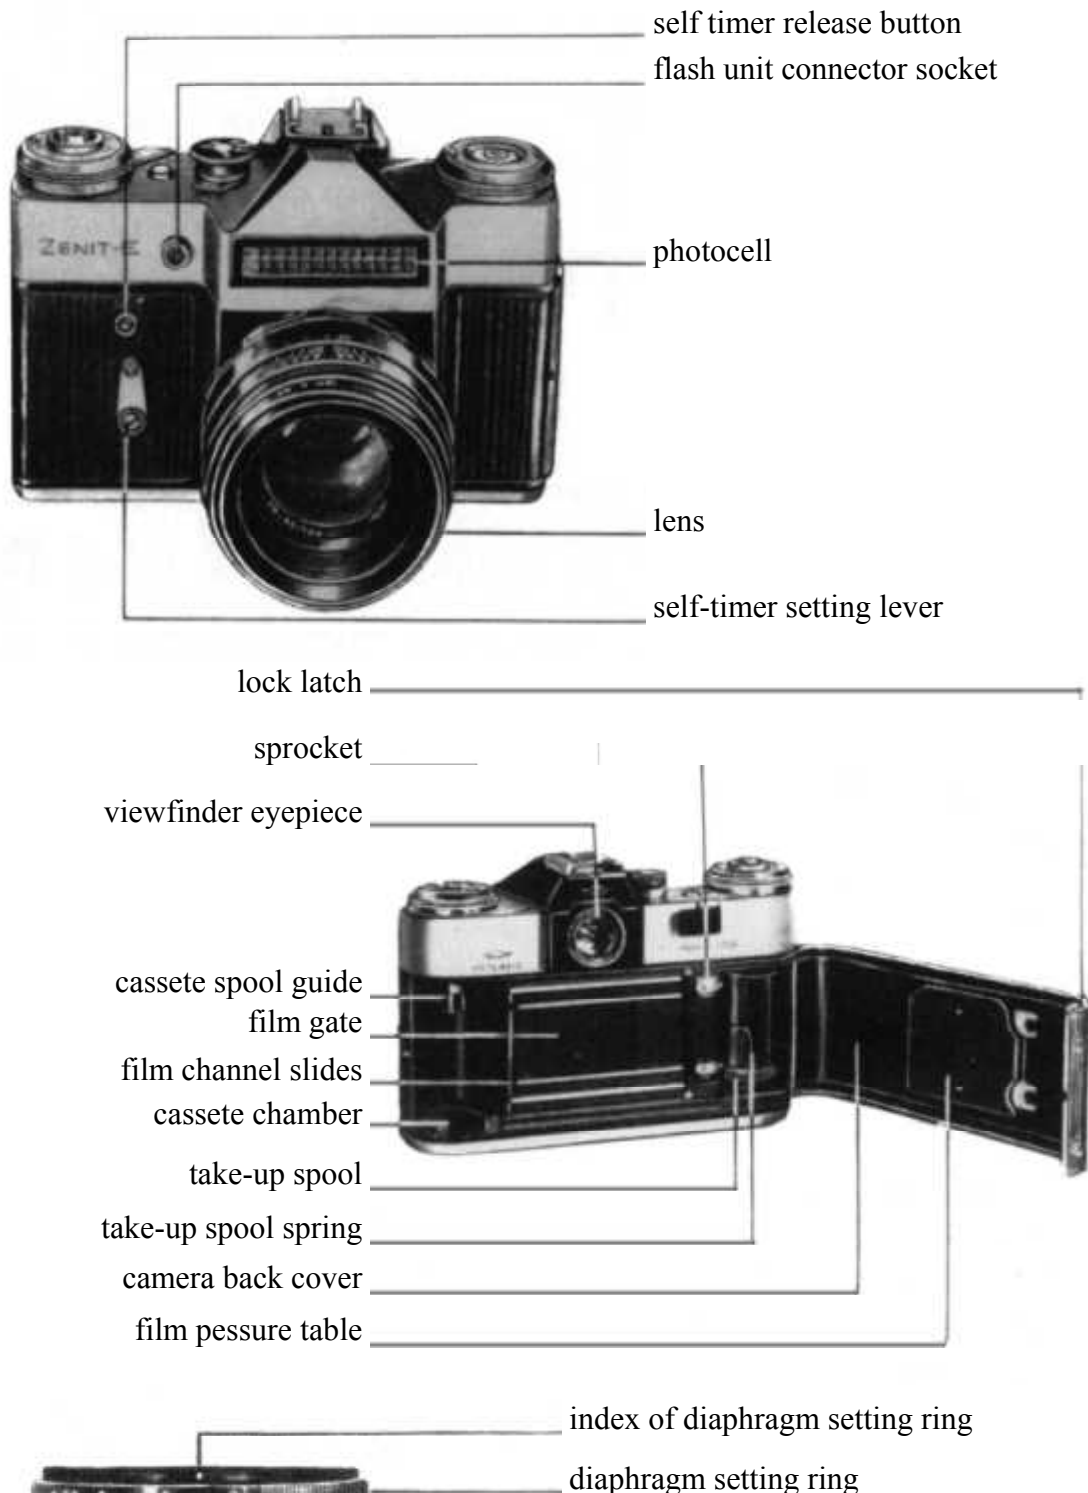 self timer release button
flash unit connector socket
ZENIT-E
photocell
lens
self-timer setting lever
lock latch
sprocket
viewfinder eyepiece
cassete spool guide
film gate
film channel slides
cassete chamber
take-up spool
take-up spool spring
camera back cover
film pessure table
index of diaphragm setting ring
diaphragm setting ring